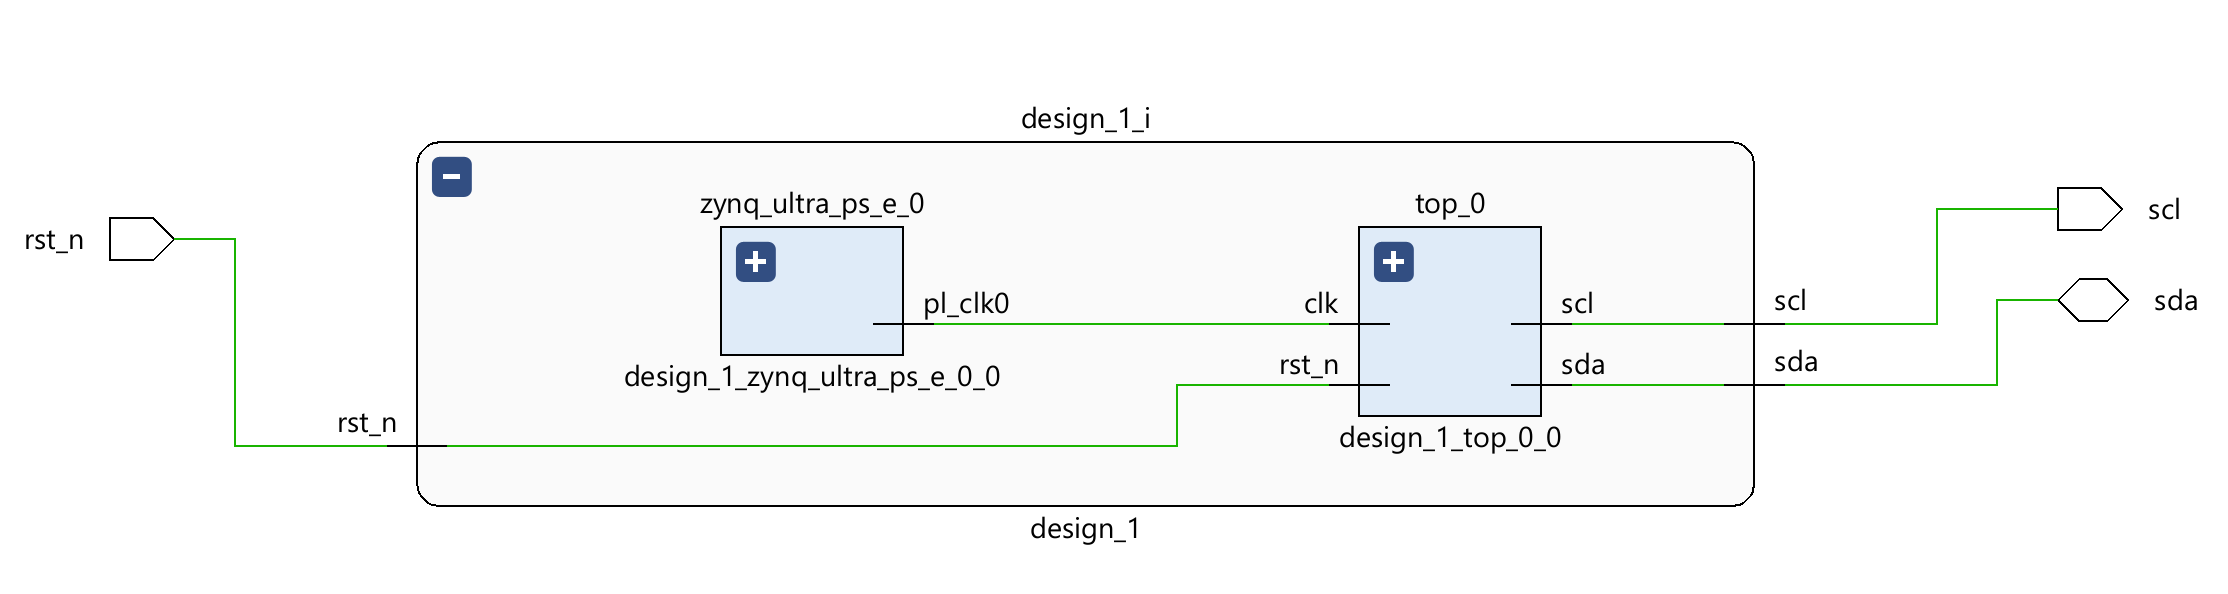 design_1_i
zynq_ultra_ps_e_0
top_0
rst_n
scl
pl_clk0
clk
scl
scl
sda
rst_n
sda
sda
design_1_zynq_ultra_ps_e_0_0
rst_n
design_1_top_0_0
design_1